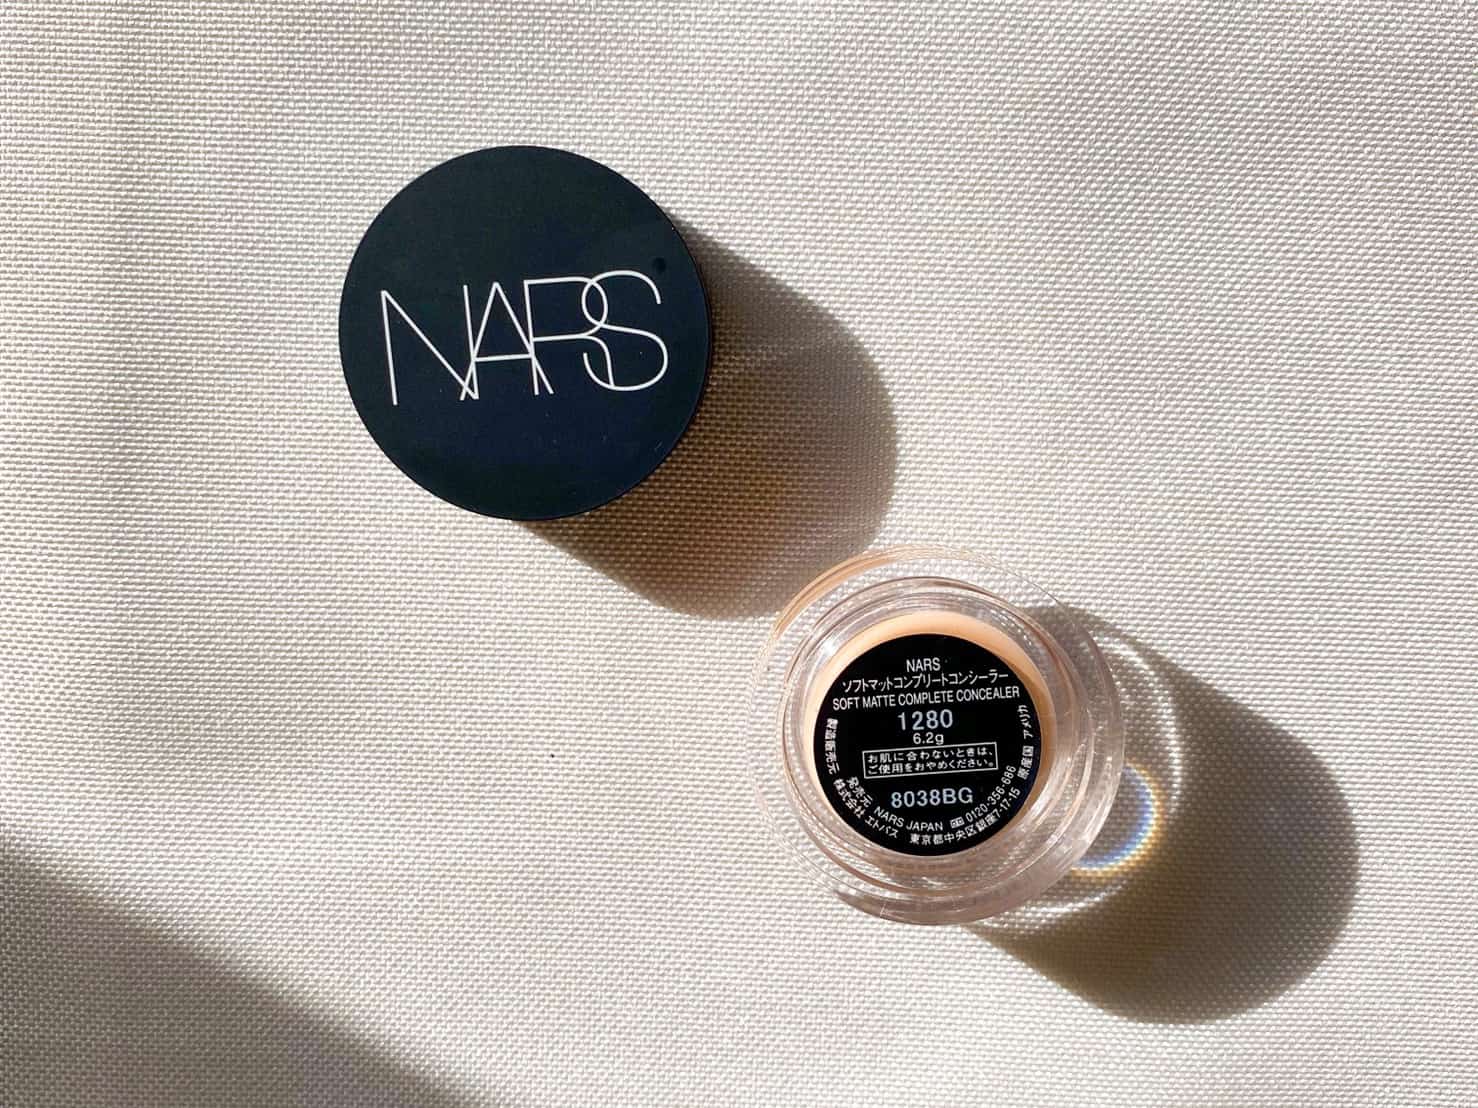 NARS
NARS
ソフトマットコンプリートコンシーラー
SOFT MATTE COMPLETE CONCEALER
1280
6.2g
お肌に合わないときは、
ご使用をおやめください。
8038BG
発売元 NARS JAPAN 0120-356-686
製造販売元 株式会社 エトバス 東京都中央区銀座7-17-15 原産国 アメリカ